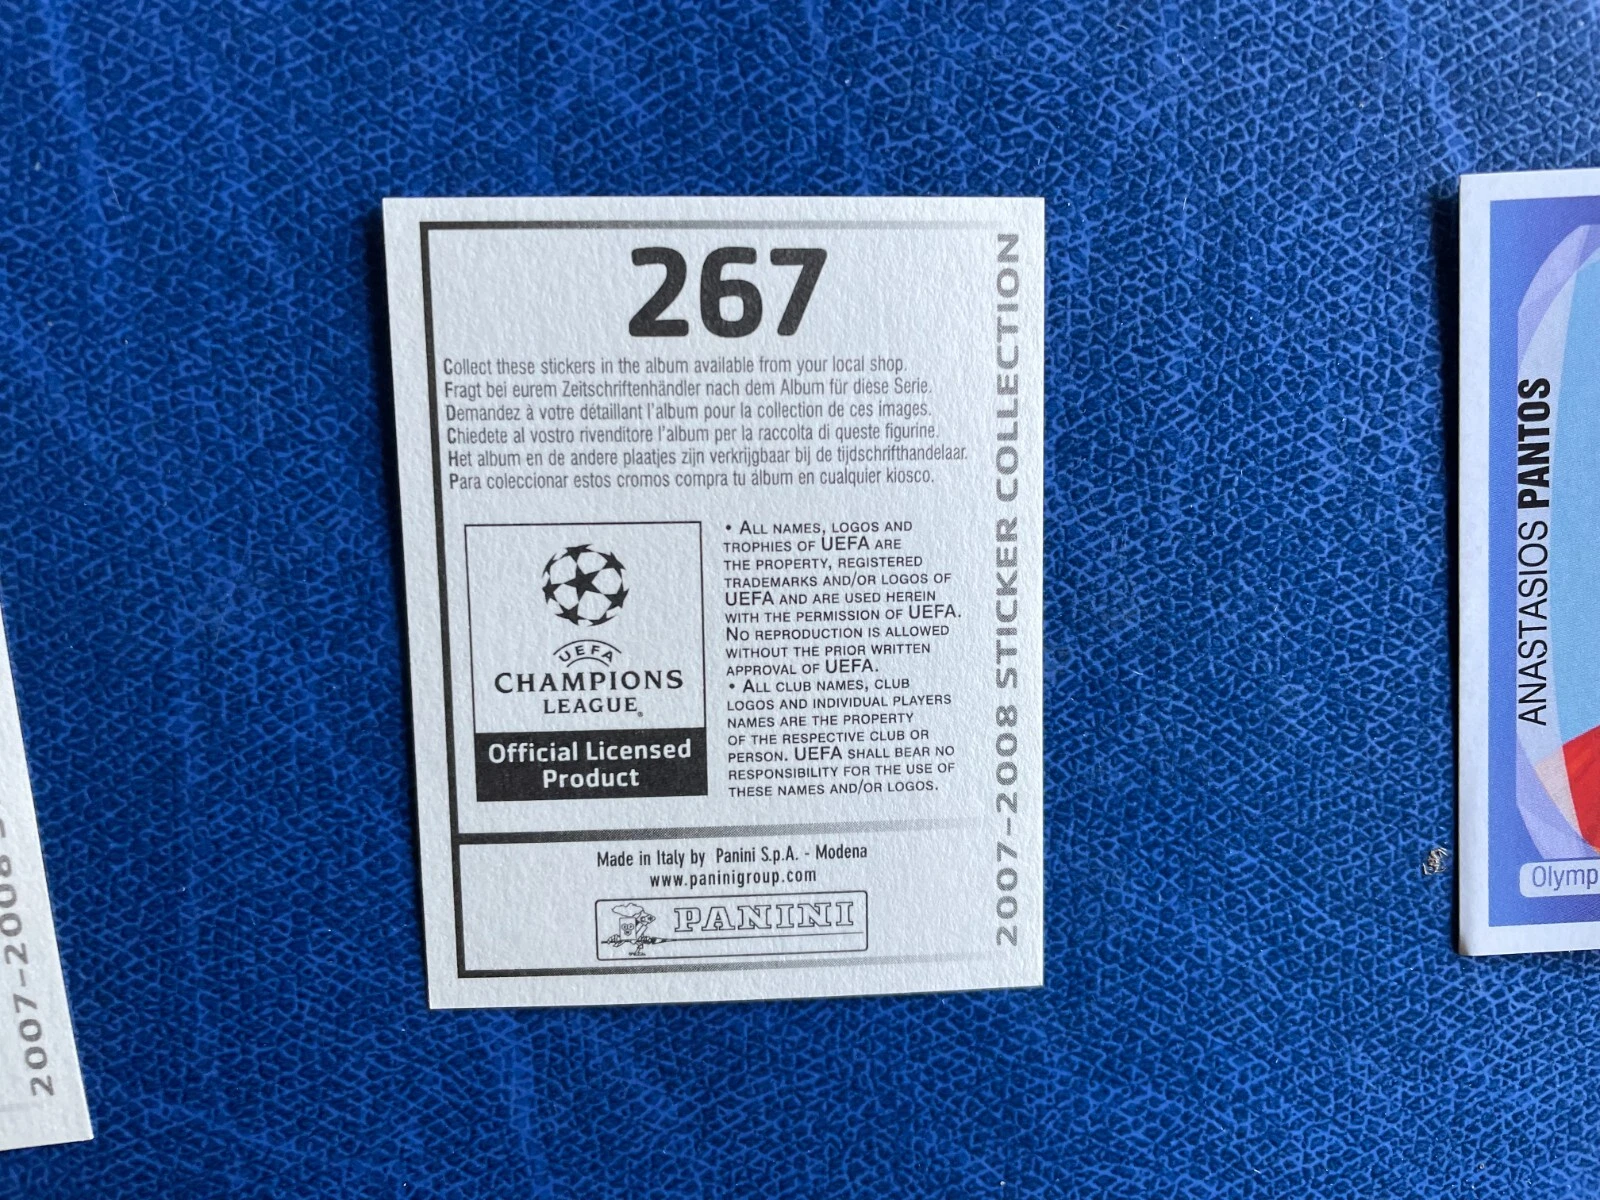 267
Collect these stickers in the album available from your local shop.
Fragt bei eurem Zeitschriftenhändler nach dem Album für diese Serie.
Demandez à votre détaillant l'album pour la collection de ces images.
Chiedete al vostro rivenditore l'album per la raccolta di queste figurine.
Het album en de andere plaatjes zijn verkrijgbaar bij de tijdschrifthandelaar.
Para coleccionar estos cromos compra tu álbum en cualquier kiosco.
UEFA
CHAMPIONS
LEAGUE®
Official Licensed
Product
• ALL NAMES, LOGOS AND
TROPHIES OF UEFA ARE
THE PROPERTY, REGISTERED
TRADEMARKS AND/OR LOGOS OF
UEFA AND ARE USED HEREIN
WITH THE PERMISSION OF UEFA.
NO REPRODUCTION IS ALLOWED
WITHOUT THE PRIOR WRITTEN
APPROVAL OF UEFA.
• ALL CLUB NAMES, CLUB
LOGOS AND INDIVIDUAL PLAYERS
NAMES ARE THE PROPERTY
OF THE RESPECTIVE CLUB OR
PERSON. UEFA SHALL BEAR NO
RESPONSIBILITY FOR THE USE OF
THESE NAMES AND/OR LOGOS.
Made in Italy by Panini S.p.A. - Modena
www.paninigroup.com
PANINI
2007-2008 STICKER COLLECTION
2007-2008 S
ANASTASIOS PANTOS
Olymp